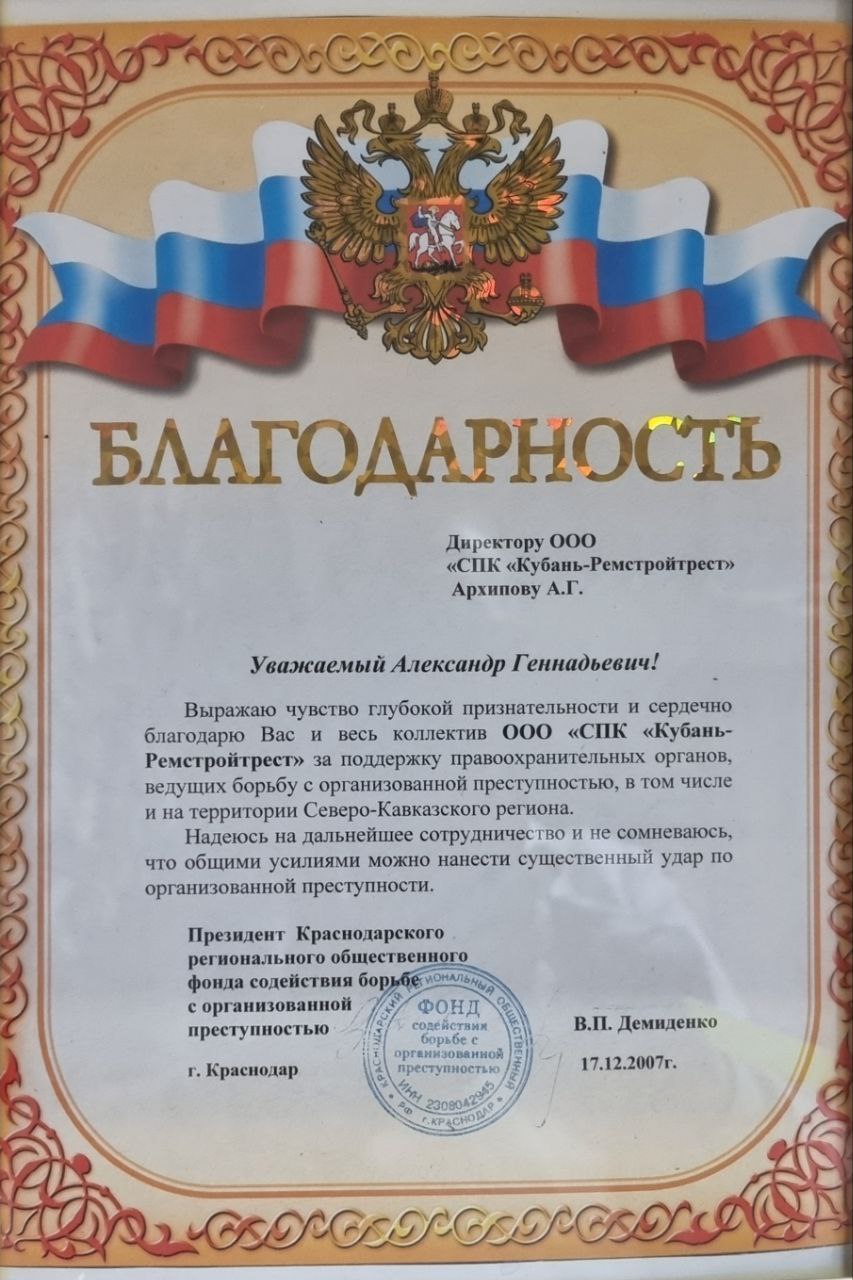 БЛАГОДАРНОСТЬ
Директору ООО
«СПК «Кубань-Ремстройтрест»
Архипову А.Г.
Уважаемый Александр Геннадьевич!
Выражаю чувство глубокой признательности и сердечно
благодарю Вас и весь коллектив ООО «СПК «Кубань-
Ремстройтрест» за поддержку правоохранительных органов,
ведущих борьбу с организованной преступностью, в том числе
и на территории Северо-Кавказского региона.
Надеюсь на дальнейшее сотрудничество и не сомневаюсь,
что общими усилиями можно нанести существенный удар по
организованной преступности.
Президент Краснодарского
регионального общественного
фонда содействия борьбе
с организованной
преступностью
В.П. Демиденко
г. Краснодар
17.12.2007г.
КРАСНОДАРСКИЙ РЕГИОНАЛЬНЫЙ ОБЩЕСТВЕННЫЙ
ФОНД
содействия
борьбе с
организованной
преступностью
ИНН 2308042945
РФ г.КРАСНОДАР